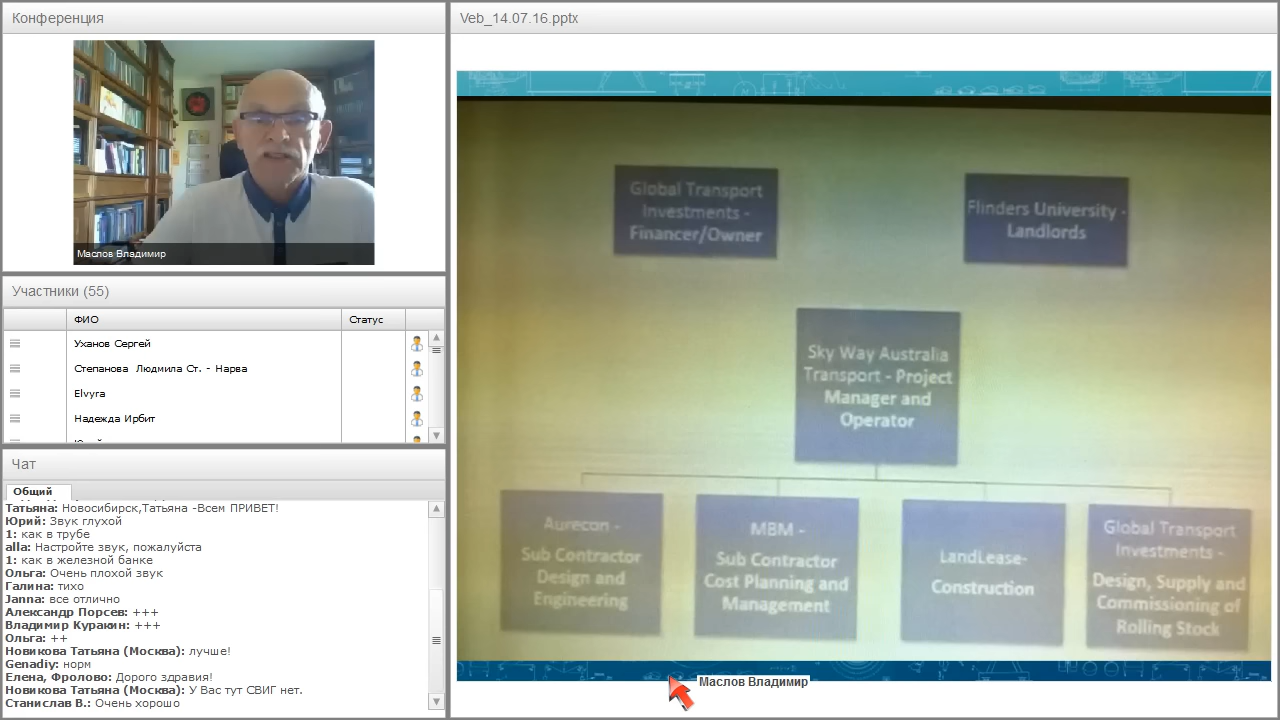 Конференция
Маслов Владимир
Участники (55)
ФИО
Статус
Уханов Сергей
Степанова Людмила Ст. - Нарва
Elvyra
Надежда Ирбит
Чат
Общий
Татьяна: Новосибирск,Татьяна -Всем ПРИВЕТ!
Юрий: Звук глухой
1: как в трубе
alla: Настройте звук, пожалуйста
1: как в железной банке
Ольга: Очень плохой звук
Галина: тихо
Janna: все отлично
Александр Порсев: +++
Владимир Куракин: +++
Ольга: ++
Новикова Татьяна (Москва): лучше!
Genadiy: норм
Елена, Фролово: Дорого здравия!
Новикова Татьяна (Москва): У Вас тут СВИГ нет.
Станислав В.: Очень хорошо
Veb_14.07.16.pptx
Global Transport
Investments -
Financer/Owner
Flinders University -
Landlords
Sky Way Australia
Transport - Project
Manager and
Operator
Aurecon -
Sub Contractor
Design and
Engineering
MBM -
Sub Contractor
Cost Planning and
Management
LandLease-
Construction
Global Transport
Investments -
Design, Supply and
Commissioning of
Rolling Stock
Маслов Владимир